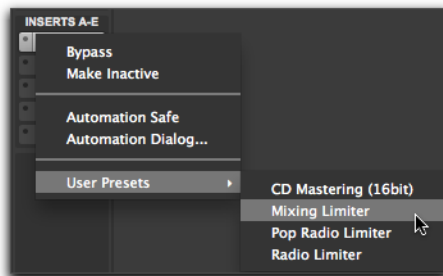 INSERTS A-E
Bypass
Make Inactive
Automation Safe
Automation Dialog...
User Presets
CD Mastering (16bit)
Mixing Limiter
Pop Radio Limiter
Radio Limiter